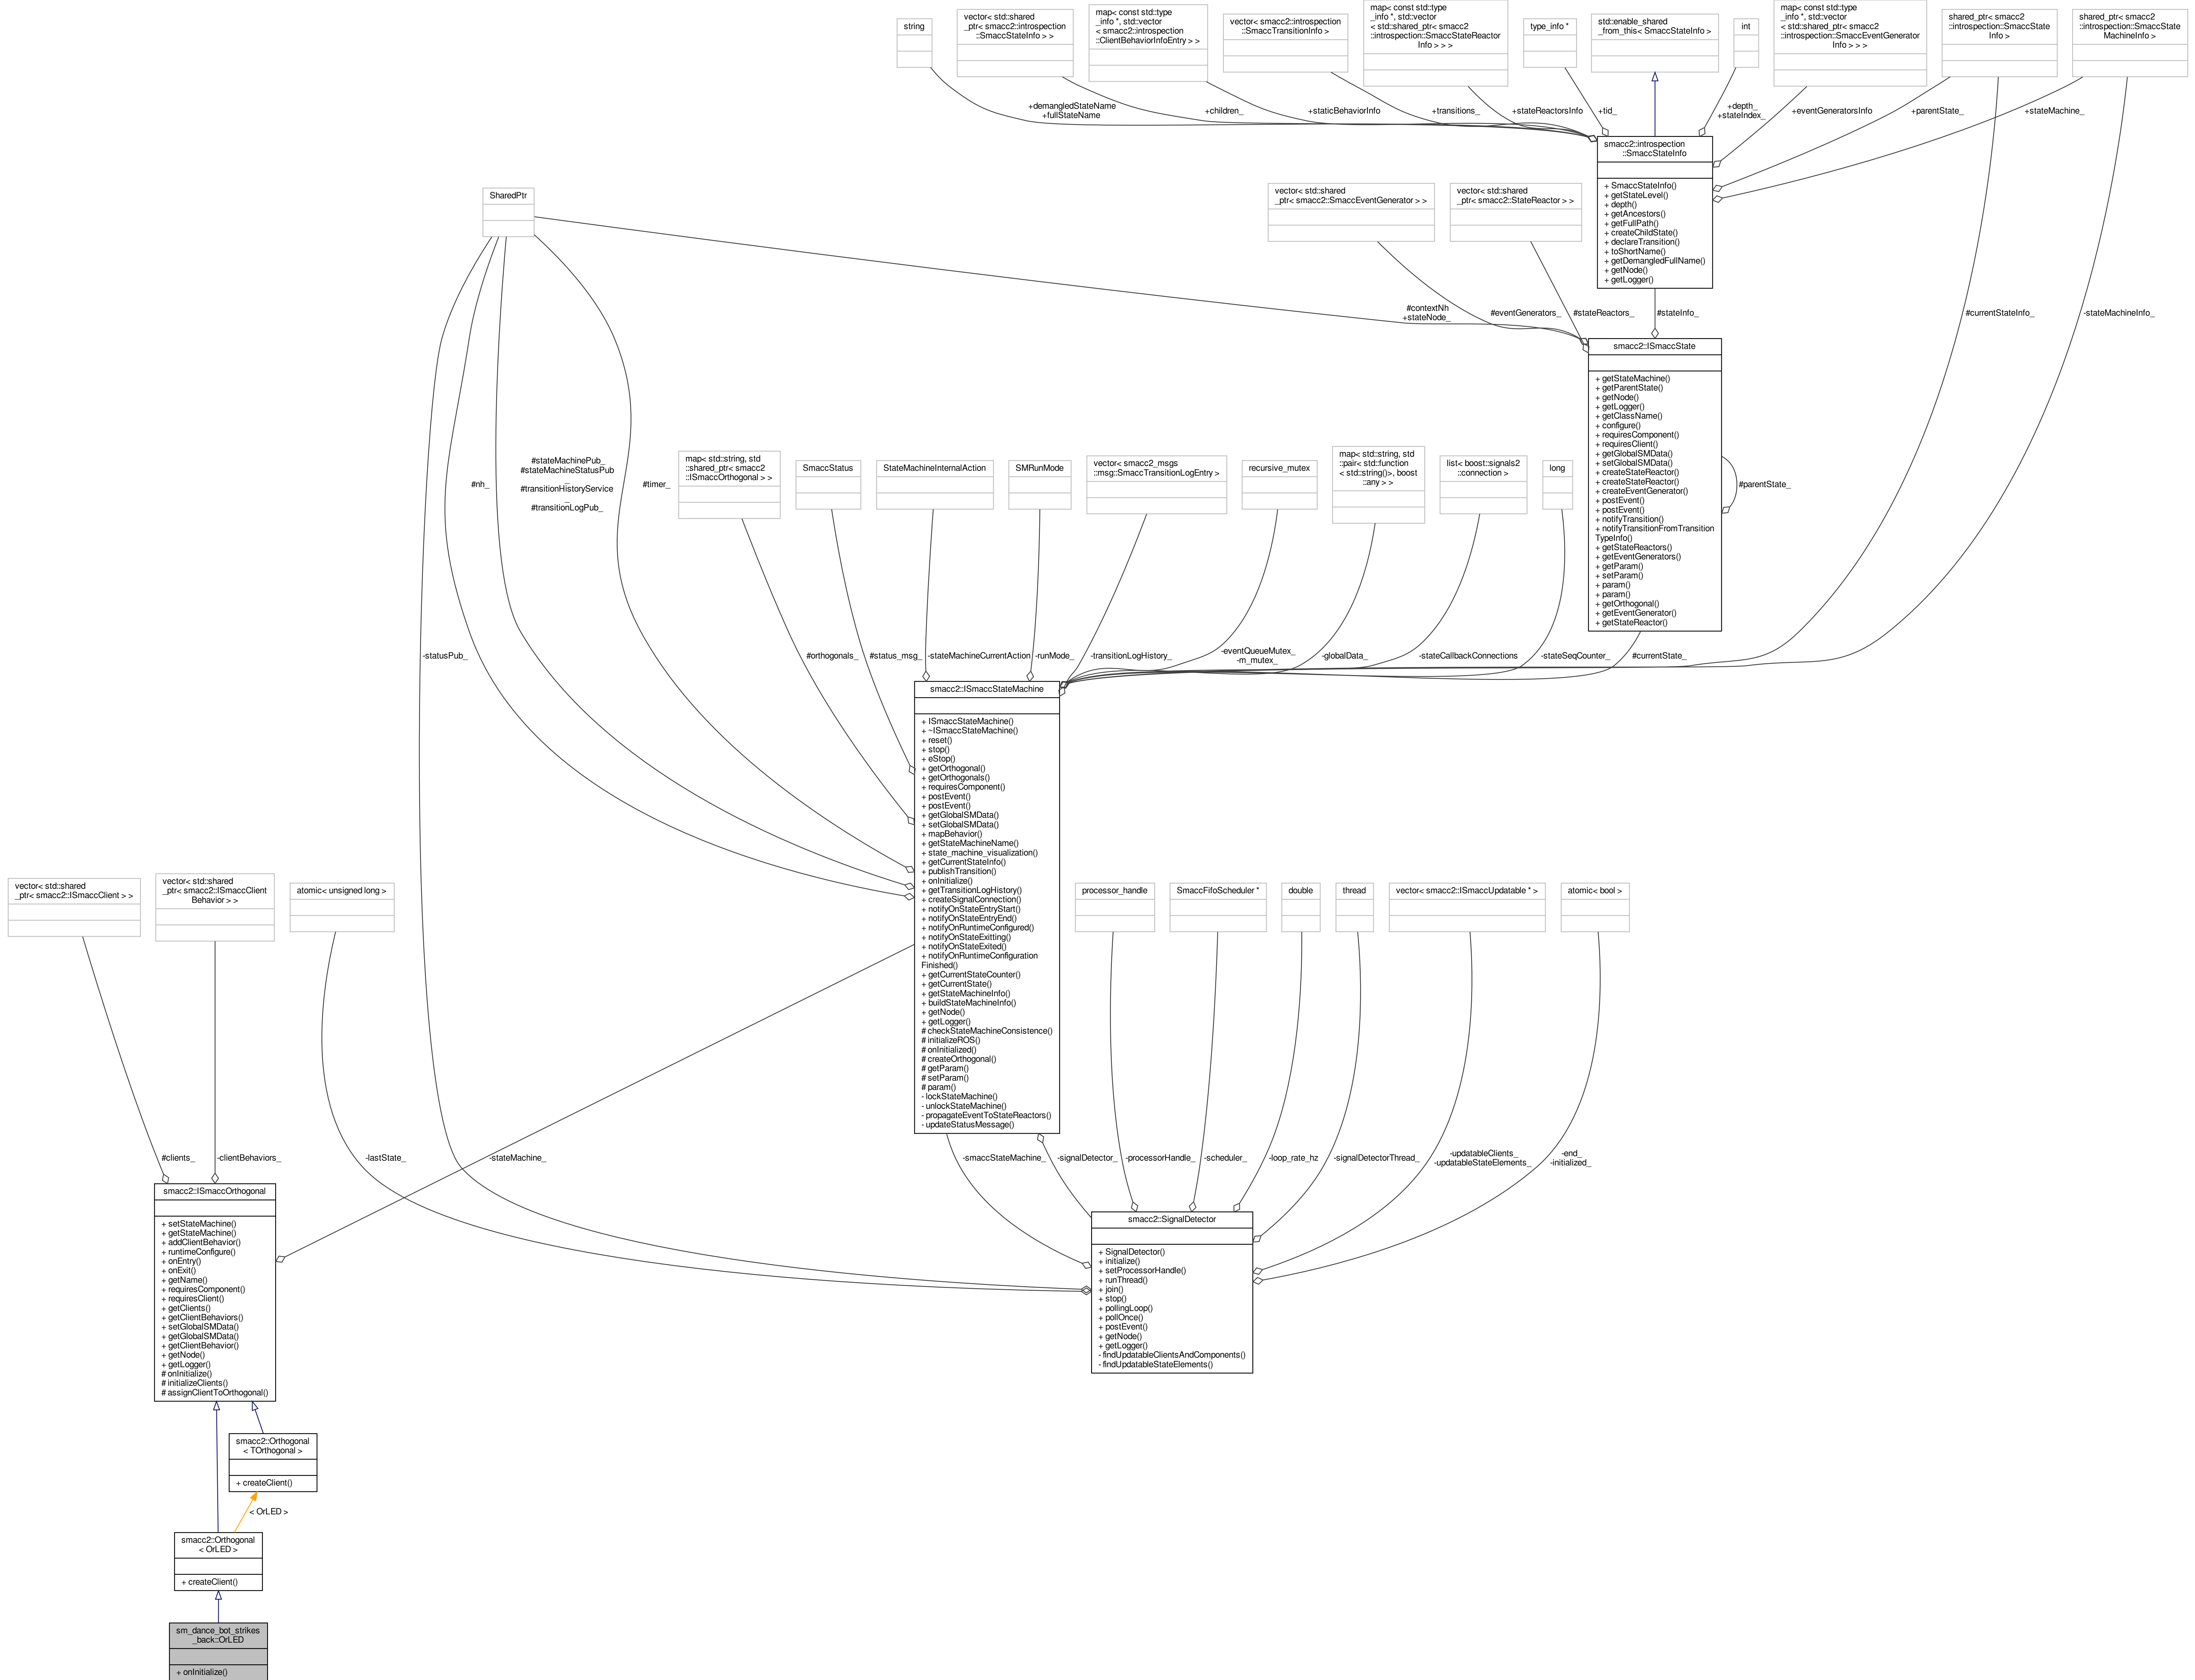 string
vector< std::shared
_ptr< smacc2::introspection
::SmaccStateInfo > >
map< const std::type
_info *, std::vector
< smacc2::introspection
::ClientBehaviorInfoEntry > >
vector< smacc2::introspection
::SmaccTransitionInfo >
map< const std::type
_info *, std::vector
< std::shared_ptr< smacc2
::introspection::SmaccStateReactor
Info > > >
type_info *
std::enable_shared
_from_this< SmaccStateInfo >
int
map< const std::type
_info *, std::vector
< std::shared_ptr< smacc2
::introspection::SmaccEventGenerator
Info > > >
shared_ptr< smacc2
::introspection::SmaccState
Info >
shared_ptr< smacc2
::introspection::SmaccState
MachineInfo >
+demangledStateName
+fullStateName
+children_
+staticBehaviorInfo
+transitions_
+stateReactorsInfo
+tid_
+depth_
+stateIndex_
+eventGeneratorsInfo
+parentState_
+stateMachine_
smacc2::introspection
::SmaccStateInfo
+ SmaccStateInfo()
+ getStateLevel()
+ depth()
+ getAncestors()
+ getFullPath()
+ createChildState()
+ declareTransition()
+ toShortName()
+ getDemangledFullName()
+ getNode()
+ getLogger()
SharedPtr
vector< std::shared
_ptr< smacc2::SmaccEventGenerator > >
vector< std::shared
_ptr< smacc2::StateReactor > >
#contextNh
+stateNode_
#eventGenerators_
#stateReactors_
#stateInfo_
#currentStateInfo_
-stateMachineInfo_
smacc2::ISmaccState
+ getStateMachine()
+ getParentState()
+ getNode()
+ getLogger()
+ getClassName()
+ configure()
+ requiresComponent()
+ requiresClient()
+ getGlobalSMData()
+ setGlobalSMData()
+ createStateReactor()
+ createStateReactor()
+ createEventGenerator()
+ postEvent()
+ postEvent()
+ notifyTransition()
+ notifyTransitionFromTransition
TypeInfo()
+ getStateReactors()
+ getEventGenerators()
+ getParam()
+ setParam()
+ param()
+ param()
+ getOrthogonal()
+ getEventGenerator()
+ getStateReactor()
#parentState_
#nh_
#stateMachinePub_
#stateMachineStatusPub
_
#transitionHistoryService
_
#transitionLogPub_
#timer_
map< std::string, std
::shared_ptr< smacc2
::ISmaccOrthogonal > >
SmaccStatus
StateMachineInternalAction
SMRunMode
vector< smacc2_msgs
::msg::SmaccTransitionLogEntry >
recursive_mutex
map< std::string, std
::pair< std::function
< std::string()>, boost
::any > >
list< boost::signals2
::connection >
long
-statusPub_
#orthogonals_
#status_msg_
-stateMachineCurrentAction
-runMode_
-transitionLogHistory_
-eventQueueMutex_
-m_mutex_
-globalData_
-stateCallbackConnections
-stateSeqCounter_
#currentState_
smacc2::ISmaccStateMachine
+ ISmaccStateMachine()
+ ~ISmaccStateMachine()
+ reset()
+ stop()
+ eStop()
+ getOrthogonal()
+ getOrthogonals()
+ requiresComponent()
+ postEvent()
+ postEvent()
+ getGlobalSMData()
+ setGlobalSMData()
+ mapBehavior()
+ getStateMachineName()
+ state_machine_visualization()
+ getCurrentStateInfo()
+ publishTransition()
+ onInitialize()
+ getTransitionLogHistory()
+ createSignalConnection()
+ notifyOnStateEntryStart()
+ notifyOnStateEntryEnd()
+ notifyOnRuntimeConfigured()
+ notifyOnStateExitting()
+ notifyOnStateExited()
+ notifyOnRuntimeConfiguration
Finished()
+ getCurrentStateCounter()
+ getCurrentState()
+ getStateMachineInfo()
+ buildStateMachineInfo()
+ getNode()
+ getLogger()
# checkStateMachineConsistence()
# initializeROS()
# onInitialized()
# createOrthogonal()
# getParam()
# setParam()
# param()
- lockStateMachine()
- unlockStateMachine()
- propagateEventToStateReactors()
- updateStatusMessage()
vector< std::shared
_ptr< smacc2::ISmaccClient > >
vector< std::shared
_ptr< smacc2::ISmaccClient
Behavior > >
atomic< unsigned long >
processor_handle
SmaccFifoScheduler *
double
thread
vector< smacc2::ISmaccUpdatable * >
atomic< bool >
#clients_
-clientBehaviors_
-lastState_
-stateMachine_
-smaccStateMachine_
-signalDetector_
-processorHandle_
-scheduler_
-loop_rate_hz
-signalDetectorThread_
-updatableClients_
-updatableStateElements_
-end_
-initialized_
smacc2::ISmaccOrthogonal
+ setStateMachine()
+ getStateMachine()
+ addClientBehavior()
+ runtimeConfigure()
+ onEntry()
+ onExit()
+ getName()
+ requiresComponent()
+ requiresClient()
+ getClients()
+ getClientBehaviors()
+ setGlobalSMData()
+ getGlobalSMData()
+ getClientBehavior()
+ getNode()
+ getLogger()
# onInitialize()
# initializeClients()
# assignClientToOrthogonal()
smacc2::SignalDetector
+ SignalDetector()
+ initialize()
+ setProcessorHandle()
+ runThread()
+ join()
+ stop()
+ pollingLoop()
+ pollOnce()
+ postEvent()
+ getNode()
+ getLogger()
- findUpdatableClientsAndComponents()
- findUpdatableStateElements()
smacc2::Orthogonal
< TOrthogonal >
+ createClient()
< OrLED >
smacc2::Orthogonal
< OrLED >
+ createClient()
sm_dance_bot_strikes
_back::OrLED
+ onInitialize()